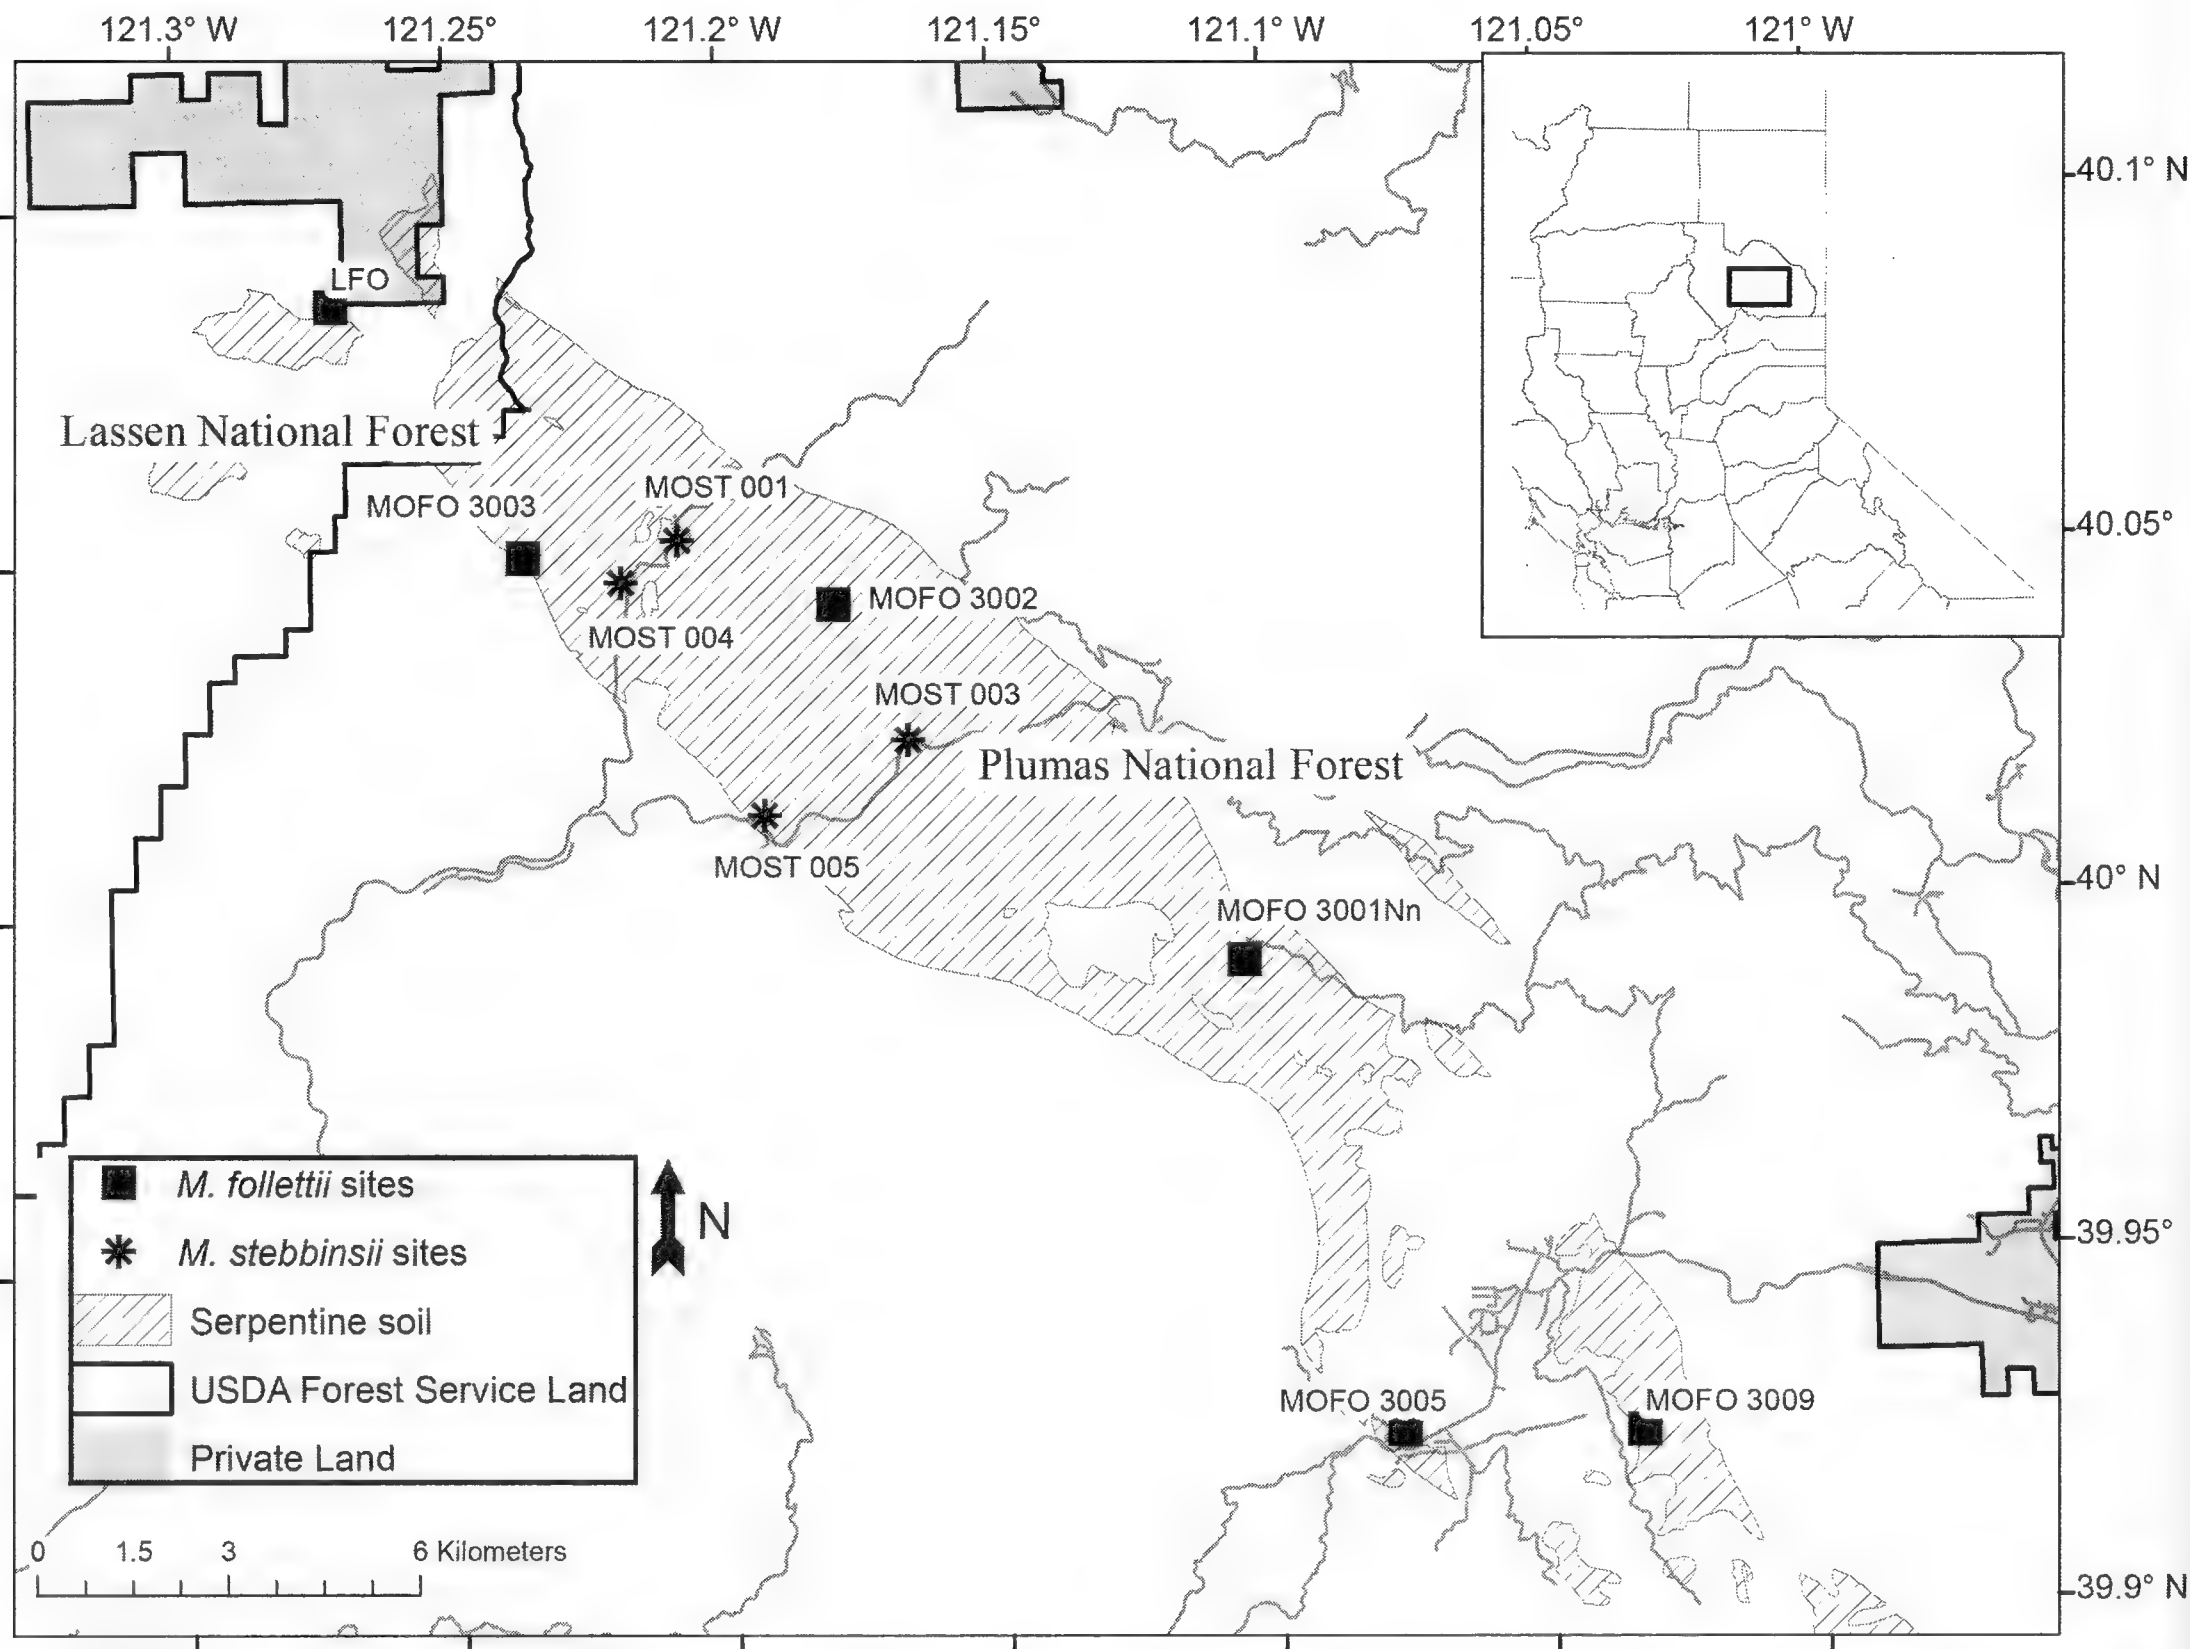 121.3° W
121.25°
121.2° W
121.15°
121.1° W
121.05°
121° W
40.1° N
LFO
Lassen National Forest
MOFO 3003
MOST 001
40.05°
MOFO 3002
MOST 004
MOST 003
Plumas National Forest
MOST 005
40° N
MOFO 3001Nn
M. follettii sites
N
M. stebbinsii sites
39.95°
Serpentine soil
USDA Forest Service Land
MOFO 3005
MOFO 3009
Private Land
0 1.5 3 6 Kilometers
39.9° N